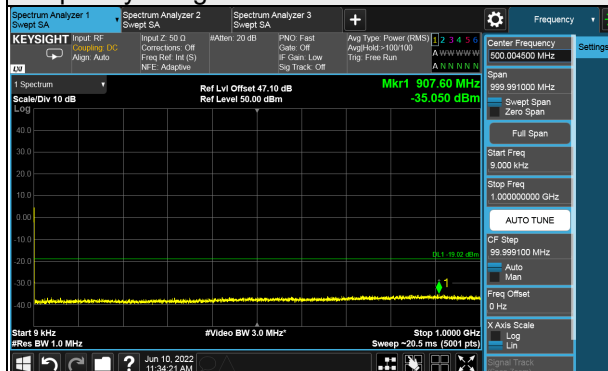 Spectrum Analyzer 1
Swept SA
Spectrum Analyzer 2
Swept SA
Spectrum Analyzer 3
Swept SA
Frequency
KEYSIGHT
Input: RF
Coupling: DC
Align: Auto
Input Z: 50 Ω
Corrections: Off
Freq Ref: Int (S)
NFE: Adaptive
#Atten: 20 dB
PNO: Fast
Gate: Off
IF Gain: Low
Sig Track: Off
Avg Type: Power (RMS)
Avg|Hold:>100/100
Trig: Free Run
1 2 3 4 5 6
A W W W W W
A N N N N N
LXI
1 Spectrum
Scale/Div 10 dB
Log
Ref Lvl Offset 47.10 dB
Ref Level 50.00 dBm
Mkr1 907.60 MHz
-35.050 dBm
40.0
30.0
20.0
10.0
0.00
-10.0
-20.0
-30.0
-40.0
DL1 -19.02 dBm
1
Start 9 kHz
#Res BW 1.0 MHz
#Video BW 3.0 MHz*
Stop 1.0000 GHz
Sweep ~20.5 ms (5001 pts)
Jun 10, 2022
11:34:21 AM
Center Frequency
500.004500 MHz
Settings
Span
999.991000 MHz
Swept Span
Zero Span
Full Span
Start Freq
9.000 kHz
Stop Freq
1.000000000 GHz
AUTO TUNE
CF Step
99.999100 MHz
Auto
Man
Freq Offset
0 Hz
X Axis Scale
Log
Lin
Signal Track